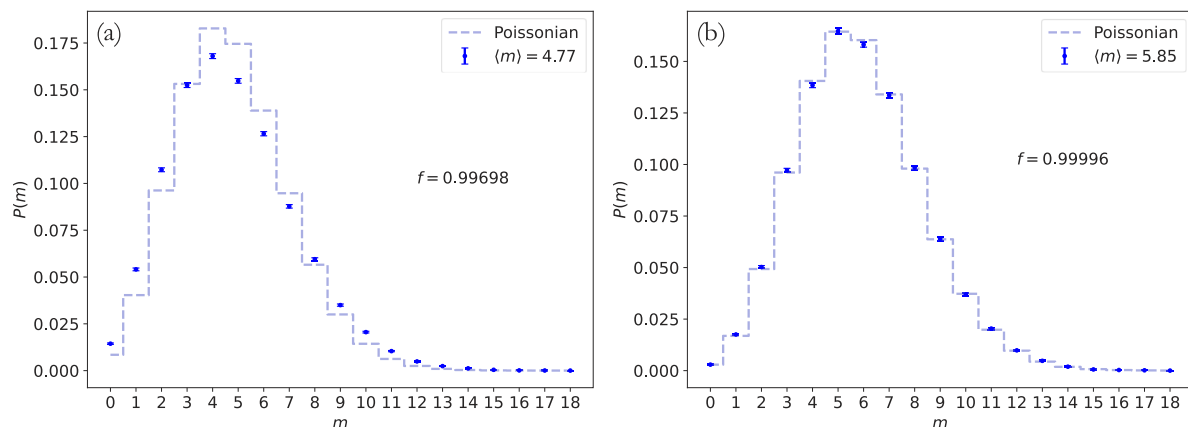 (a)
Poissonian
⟨m⟩ = 4.77
f = 0.99698
P(m)
0.175
0.150
0.125
0.100
0.075
0.050
0.025
0.000
0 1 2 3 4 5 6 7 8 9 10 11 12 13 14 15 16 17 18
m
(b)
Poissonian
⟨m⟩ = 5.85
f = 0.99996
P(m)
0.150
0.125
0.100
0.075
0.050
0.025
0.000
0 1 2 3 4 5 6 7 8 9 10 11 12 13 14 15 16 17 18
m